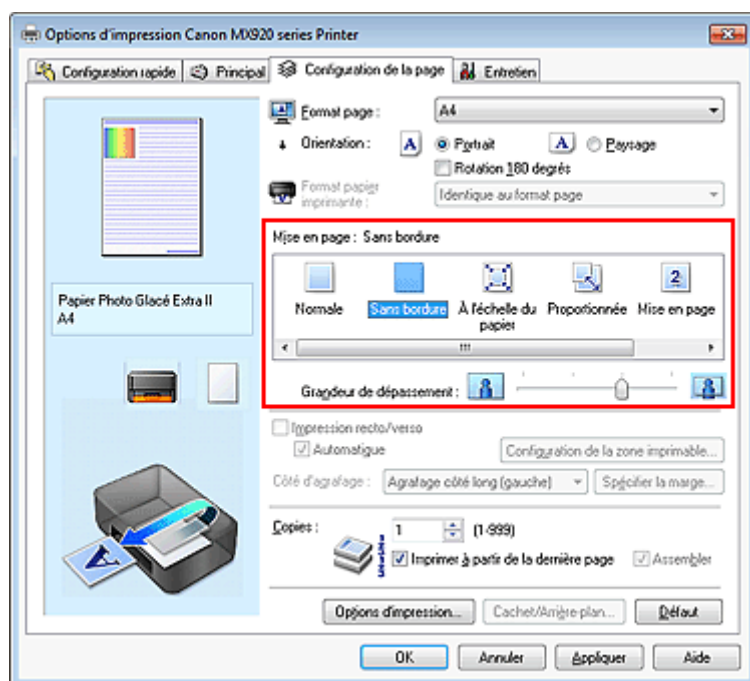 Options d'impression Canon MX920 series Printer
Configuration rapide Principal Configuration de la page Entretien
Format page : A4
Orientation : A Portrait A Paysage
Rotation 180 degrés
Format papier imprimante : Identique au format page
Mise en page : Sans bordure
Normale Sans bordure À l'échelle du papier Proportionnée Mise en page
2
Papier Photo Glacé Extra II
A4
Grandeur de dépassement :
Impression recto/verso
Automatique Configuration de la zone imprimable...
Côté d'agrafage : Agrafage côté long (gauche) Spécifier la marge...
Copies : 1 (1-999)
Imprimer à partir de la dernière page Assembler
Options d'impression... Cachet/Arrière-plan... Défaut
OK Annuler Appliquer Aide